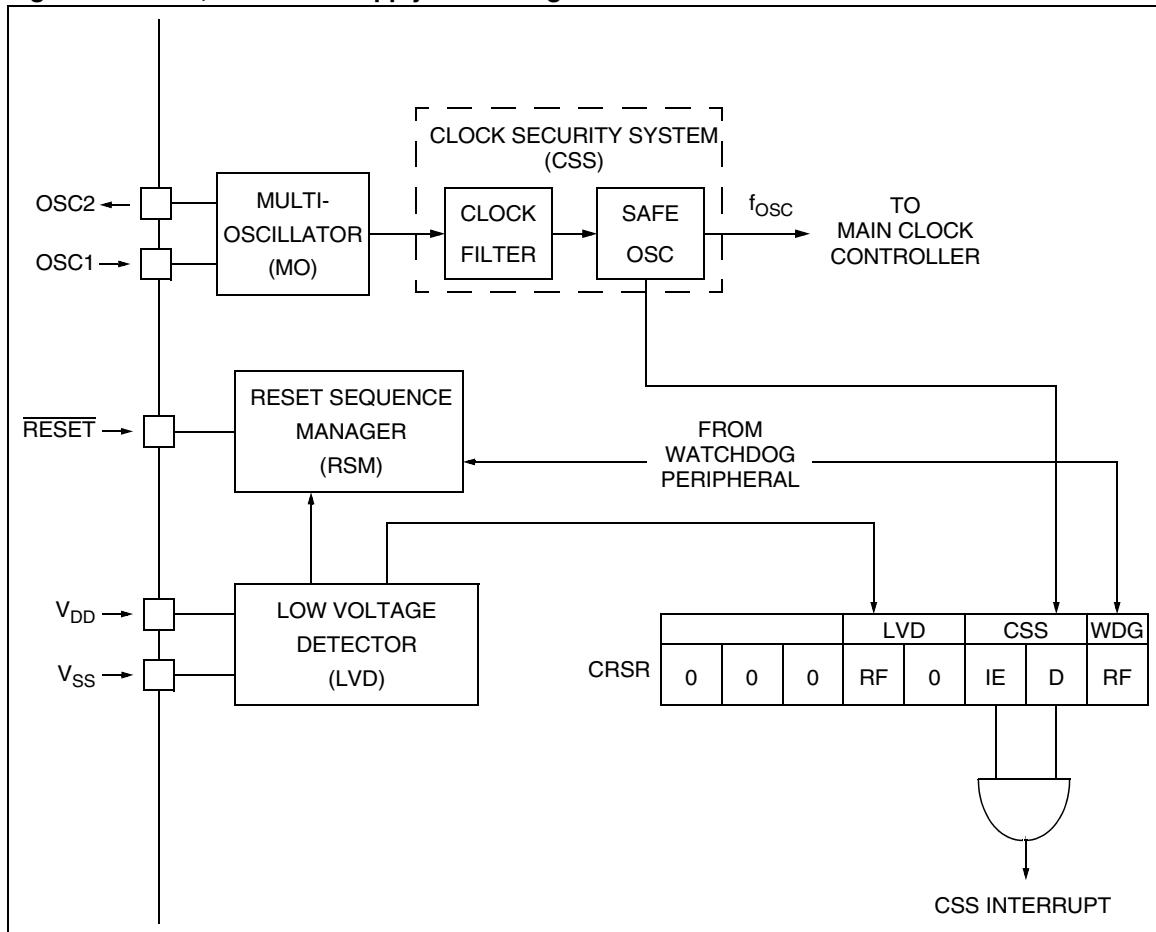 CLOCK SECURITY SYSTEM
(CSS)
OSC2
OSC1
MULTI-
OSCILLATOR
(MO)
CLOCK
FILTER
SAFE
OSC
fOSC
TO
MAIN CLOCK
CONTROLLER
RESET
RESET SEQUENCE
MANAGER
(RSM)
FROM
WATCHDOG
PERIPHERAL
VDD
VSS
LOW VOLTAGE
DETECTOR
(LVD)
LVD CSS WDG
CRSR 0 0 0 RF 0 IE D RF
CSS INTERRUPT